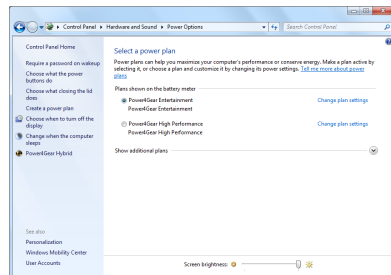 Control Panel ▸ Hardware and Sound ▸ Power Options
Search Control Panel
Control Panel Home
Require a password on wakeup
Choose what the power
buttons do
Choose what closing the lid
does
Create a power plan
Choose when to turn off the
display
Change when the computer
sleeps
Power4Gear Hybrid
See also
Personalization
Windows Mobility Center
User Accounts
Select a power plan
Power plans can help you maximize your computer's performance or conserve energy. Make a plan active by
selecting it, or choose a plan and customize it by changing its power settings. Tell me more about power
plans
Plans shown on the battery meter
Power4Gear Entertainment Change plan settings
Power4Gear Entertainment
Power4Gear High Performance Change plan settings
Power4Gear High Performance
Show additional plans
Screen brightness: